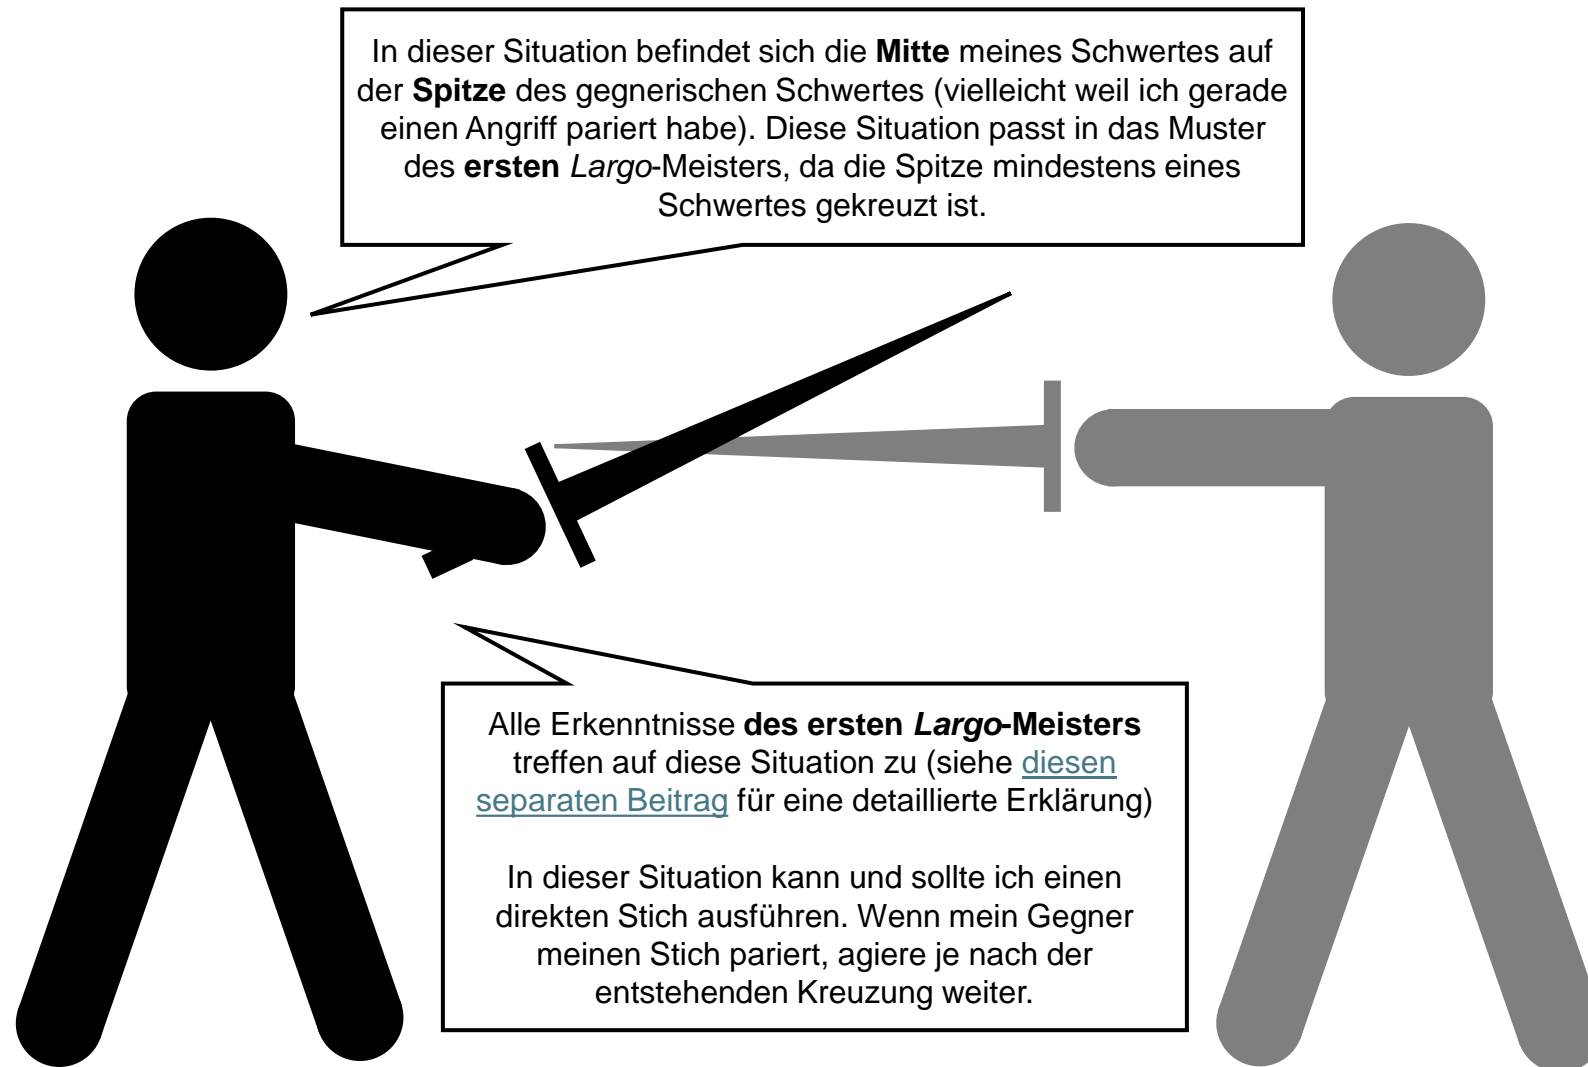 In dieser Situation befindet sich die Mitte meines Schwertes auf
der Spitze des gegnerischen Schwertes (vielleicht weil ich gerade
einen Angriff pariert habe). Diese Situation passt in das Muster
des ersten Largo-Meisters, da die Spitze mindestens eines
Schwertes gekreuzt ist.
Alle Erkenntnisse des ersten Largo-Meisters
treffen auf diese Situation zu (siehe diesen
separaten Beitrag für eine detaillierte Erklärung)
In dieser Situation kann und sollte ich einen
direkten Stich ausführen. Wenn mein Gegner
meinen Stich pariert, agiere je nach der
entstehenden Kreuzung weiter.